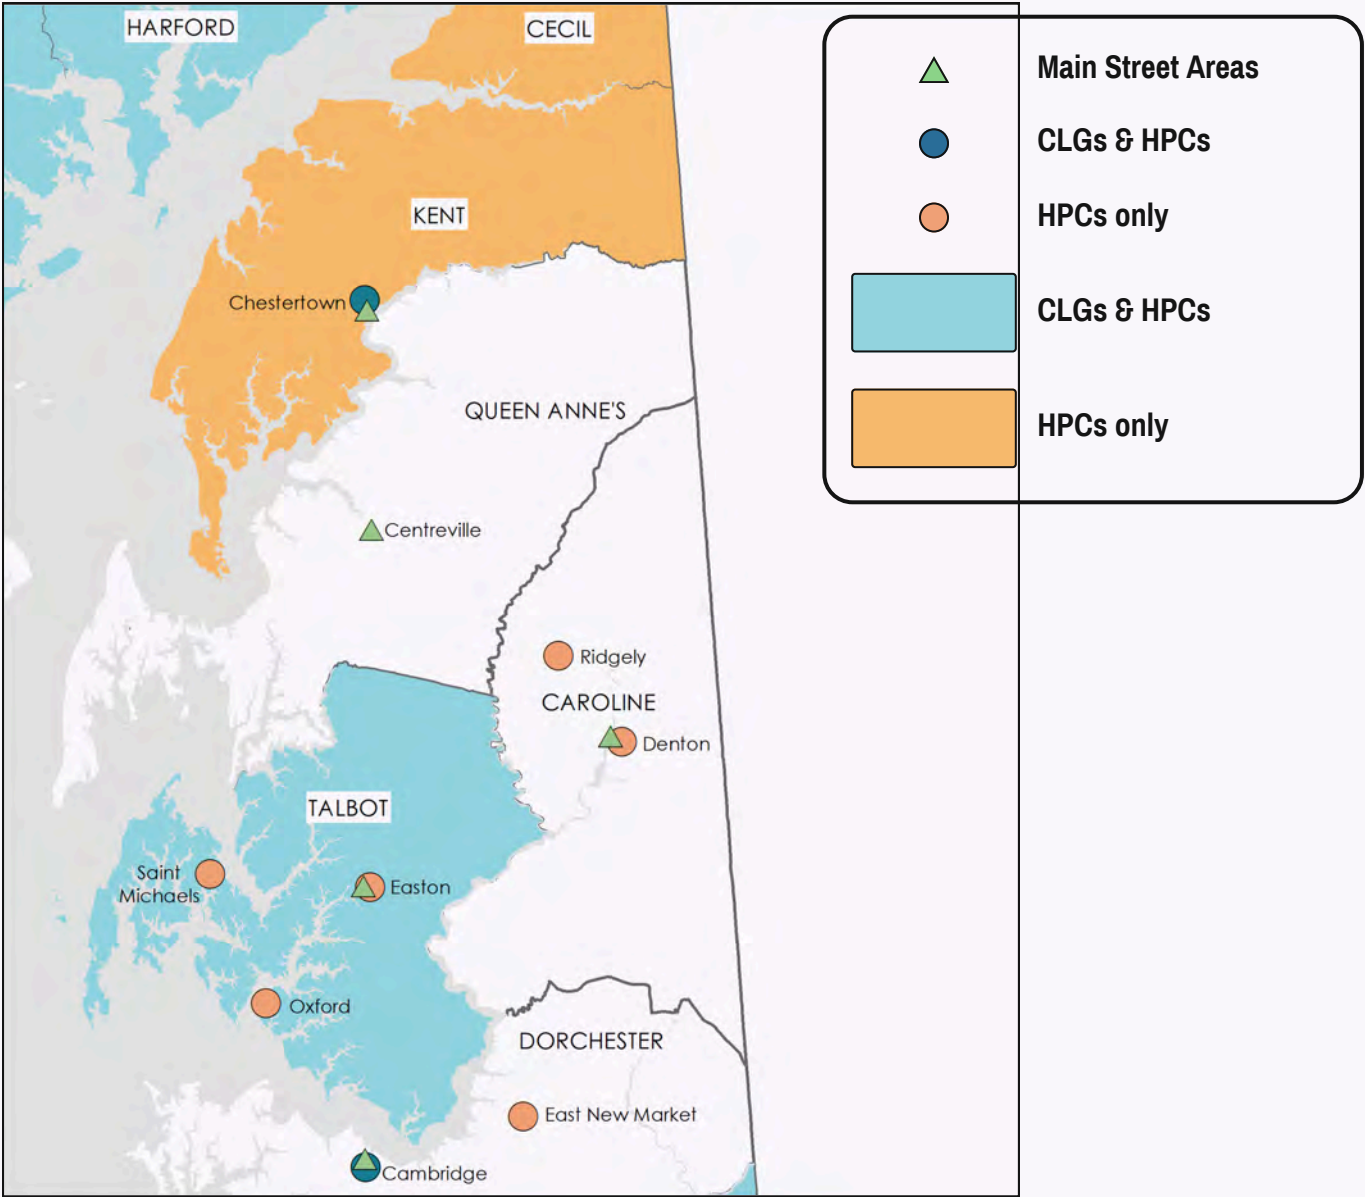 HARFORD
CECIL
KENT
Chestertown
QUEEN ANNE'S
Centreville
Ridgely
CAROLINE
Denton
TALBOT
Saint
Michaels
Easton
Oxford
DORCHESTER
East New Market
Cambridge
Main Street Areas
CLGs & HPCs
HPCs only
CLGs & HPCs
HPCs only